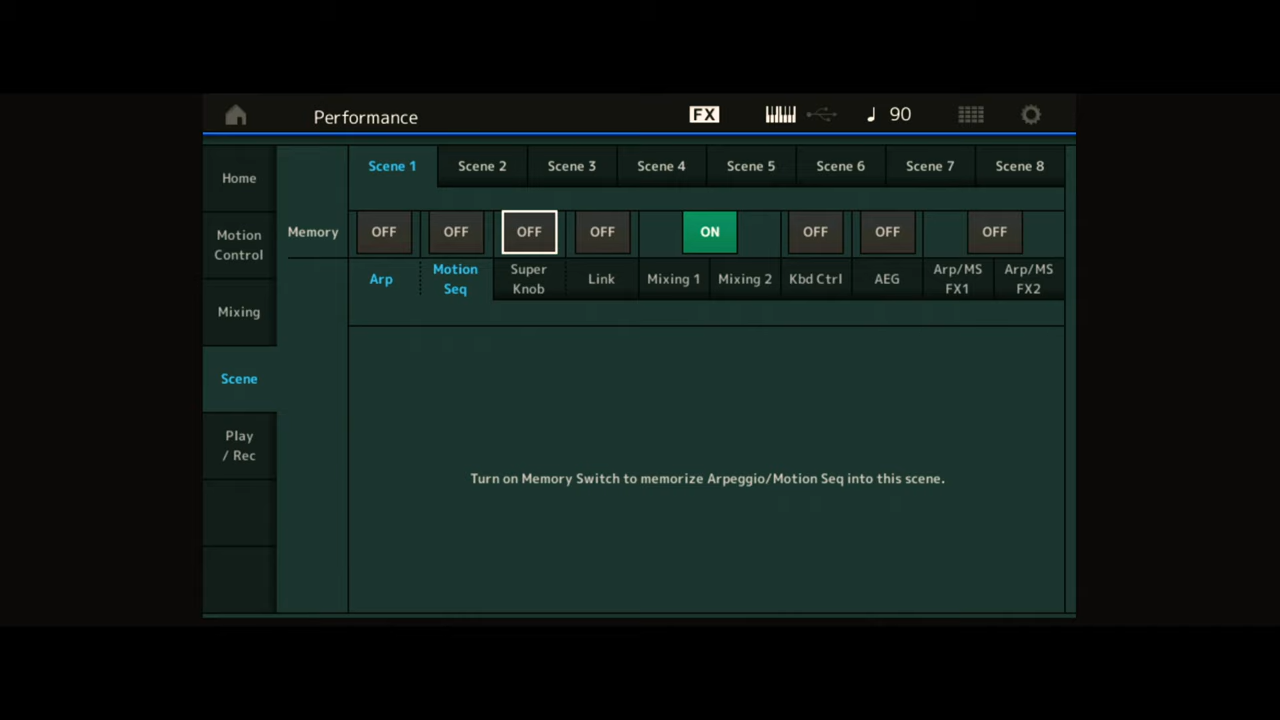 Performance FX ♩ 90
Scene 1 Scene 2 Scene 3 Scene 4 Scene 5 Scene 6 Scene 7 Scene 8
Home
Memory OFF OFF OFF OFF ON OFF OFF OFF
Motion
Control
Arp Motion
Seq Super
Knob Link Mixing 1 Mixing 2 Kbd Ctrl AEG Arp/MS
FX1 Arp/MS
FX2
Mixing
Scene
Play
/ Rec
Turn on Memory Switch to memorize Arpeggio/Motion Seq into this scene.